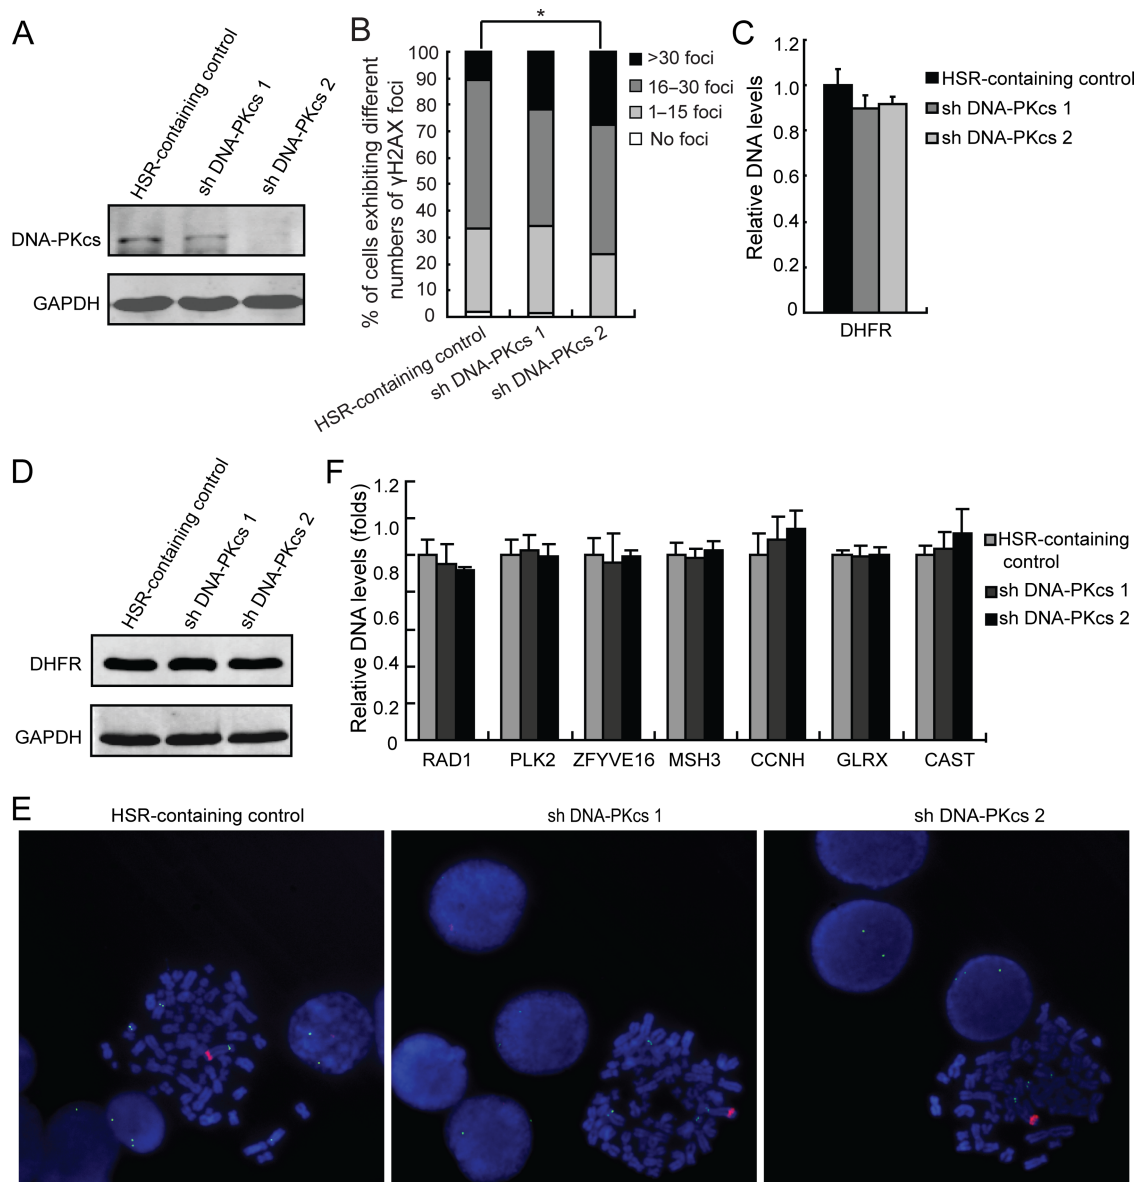 A
HSR-containing control
sh DNA-PKcs 1
sh DNA-PKcs 2
DNA-PKcs
GAPDH
B
*
% of cells exhibiting different
numbers of γH2AX foci
100
90
80
70
60
50
40
30
20
10
0
HSR-containing control
sh DNA-PKcs 1
sh DNA-PKcs 2
>30 foci
16–30 foci
1–15 foci
No foci
C
Relative DNA levels
1.2
1.0
0.8
0.6
0.4
0.2
0
DHFR
HSR-containing control
sh DNA-PKcs 1
sh DNA-PKcs 2
D
HSR-containing control
sh DNA-PKcs 1
sh DNA-PKcs 2
DHFR
GAPDH
F
Relative DNA levels (folds)
1.2
1.0
0.8
0.6
0.4
0.2
0
RAD1
PLK2
ZFYVE16
MSH3
CCNH
GLRX
CAST
HSR-containing
control
sh DNA-PKcs 1
sh DNA-PKcs 2
E
HSR-containing control
sh DNA-PKcs 1
sh DNA-PKcs 2